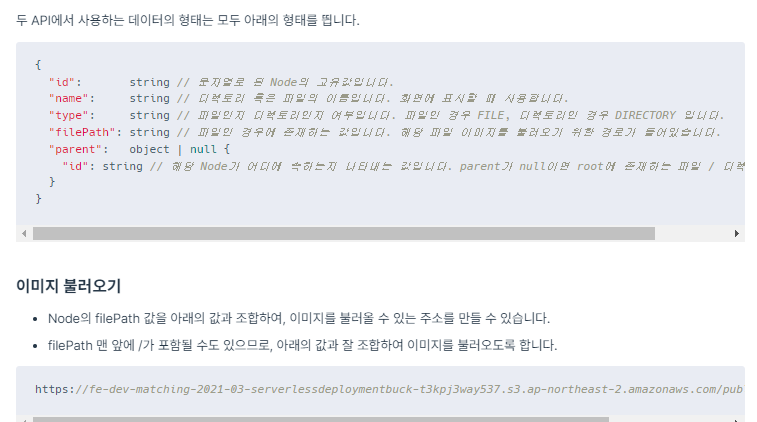 두 API에서 사용하는 데이터의 형태는 모두 아래의 형태를 띕니다.
{
"id": string // 문자열로 된 Node의 고유값입니다.
"name": string // 디렉토리 혹은 파일의 이름입니다. 화면에 표시할 때 사용합니다.
"type": string // 파일인지 디렉토리인지 여부입니다. 파일인 경우 FILE, 디렉토리인 경우 DIRECTORY 입니다.
"filePath": string // 파일인 경우에 존재하는 값입니다. 해당 파일 이미지를 불러오기 위한 경로가 들어있습니다.
"parent": object | null {
"id": string // 해당 Node가 어디에 속하는지 나타내는 값입니다. parent가 null이면 root에 존재하는 파일 / 디렉
}
}
이미지 불러오기
• Node의 filePath 값을 아래의 값과 조합하여, 이미지를 불러올 수 있는 주소를 만들 수 있습니다.
• filePath 맨 앞에 /가 포함될 수도 있으므로, 아래의 값과 잘 조합하여 이미지를 불러오도록 합니다.
https://fe-dev-matching-2021-03-serverlessdeploymentbuck-t3kpj3way537.s3.ap-northeast-2.amazonaws.com/pub